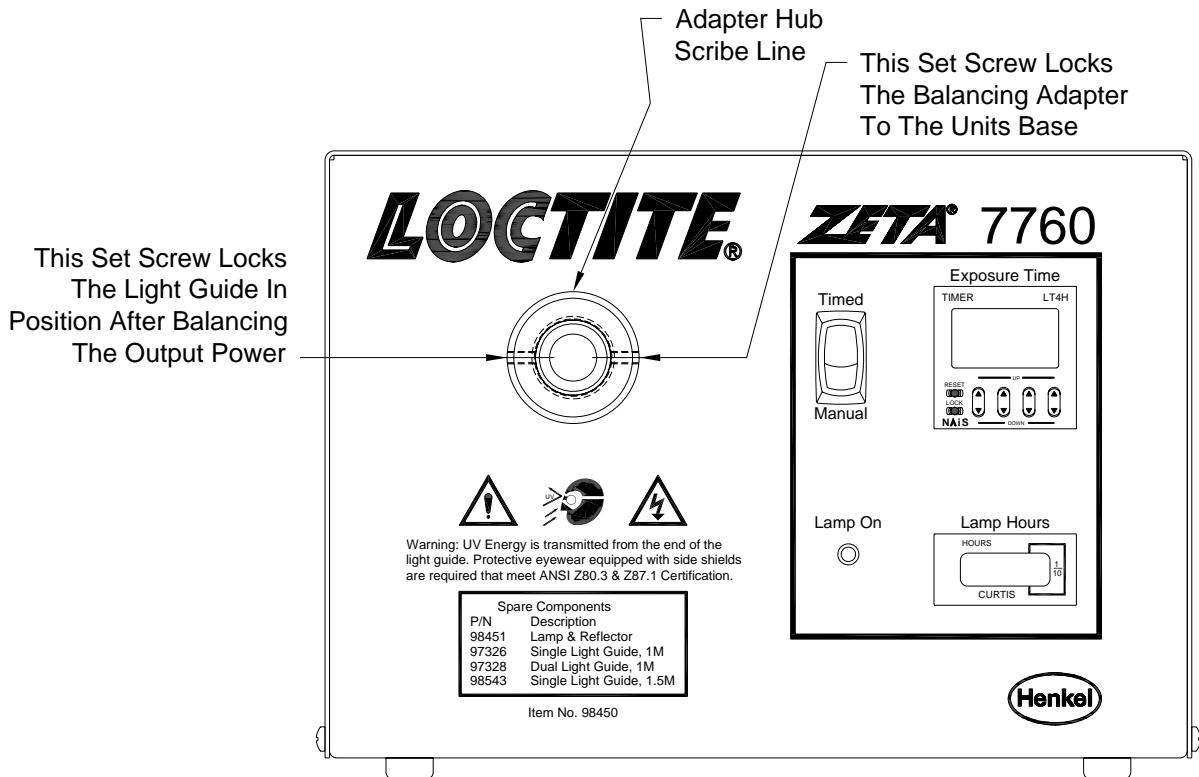 Adapter Hub
Scribe Line
This Set Screw Locks
The Balancing Adapter
To The Units Base
This Set Screw Locks
The Light Guide In
Position After Balancing
The Output Power
LOCTITE®
ZETA® 7760
Timed
Manual
Exposure Time
TIMER LT4H
UP
RESET
LOCK
NAiS
DOWN
UV
Warning: UV Energy is transmitted from the end of the
light guide. Protective eyewear equipped with side shields
are required that meet ANSI Z80.3 & Z87.1 Certification.
Lamp On
Lamp Hours
HOURS
1
10
CURTIS
Spare Components
P/N Description
98451 Lamp & Reflector
97326 Single Light Guide, 1M
97328 Dual Light Guide, 1M
98543 Single Light Guide, 1.5M
Item No. 98450
Henkel